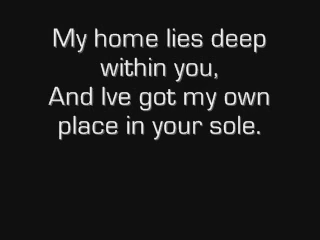 My home lies deep
within you,
And Ive got my own
place in your sole.